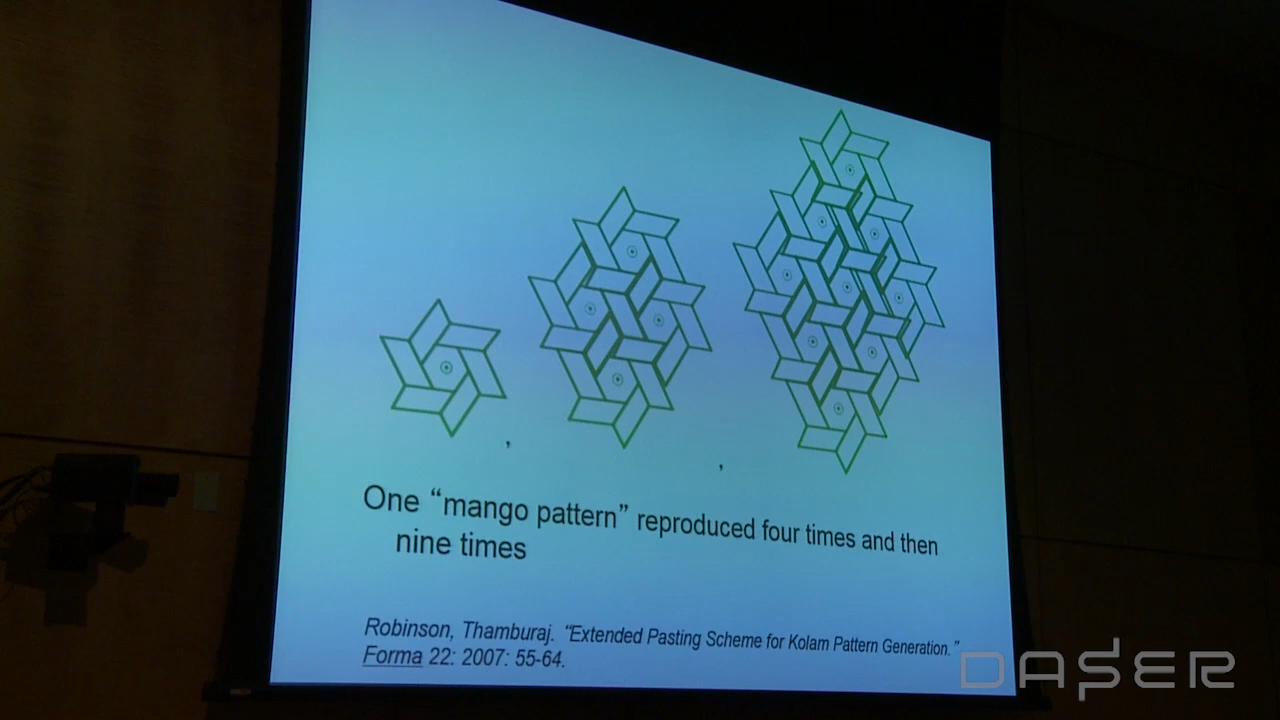 One “mango pattern” reproduced four times and then
nine times
Robinson, Thamburaj. “Extended Pasting Scheme for Kolam Pattern Generation.”
Forma 22: 2007: 55-64.
DASER